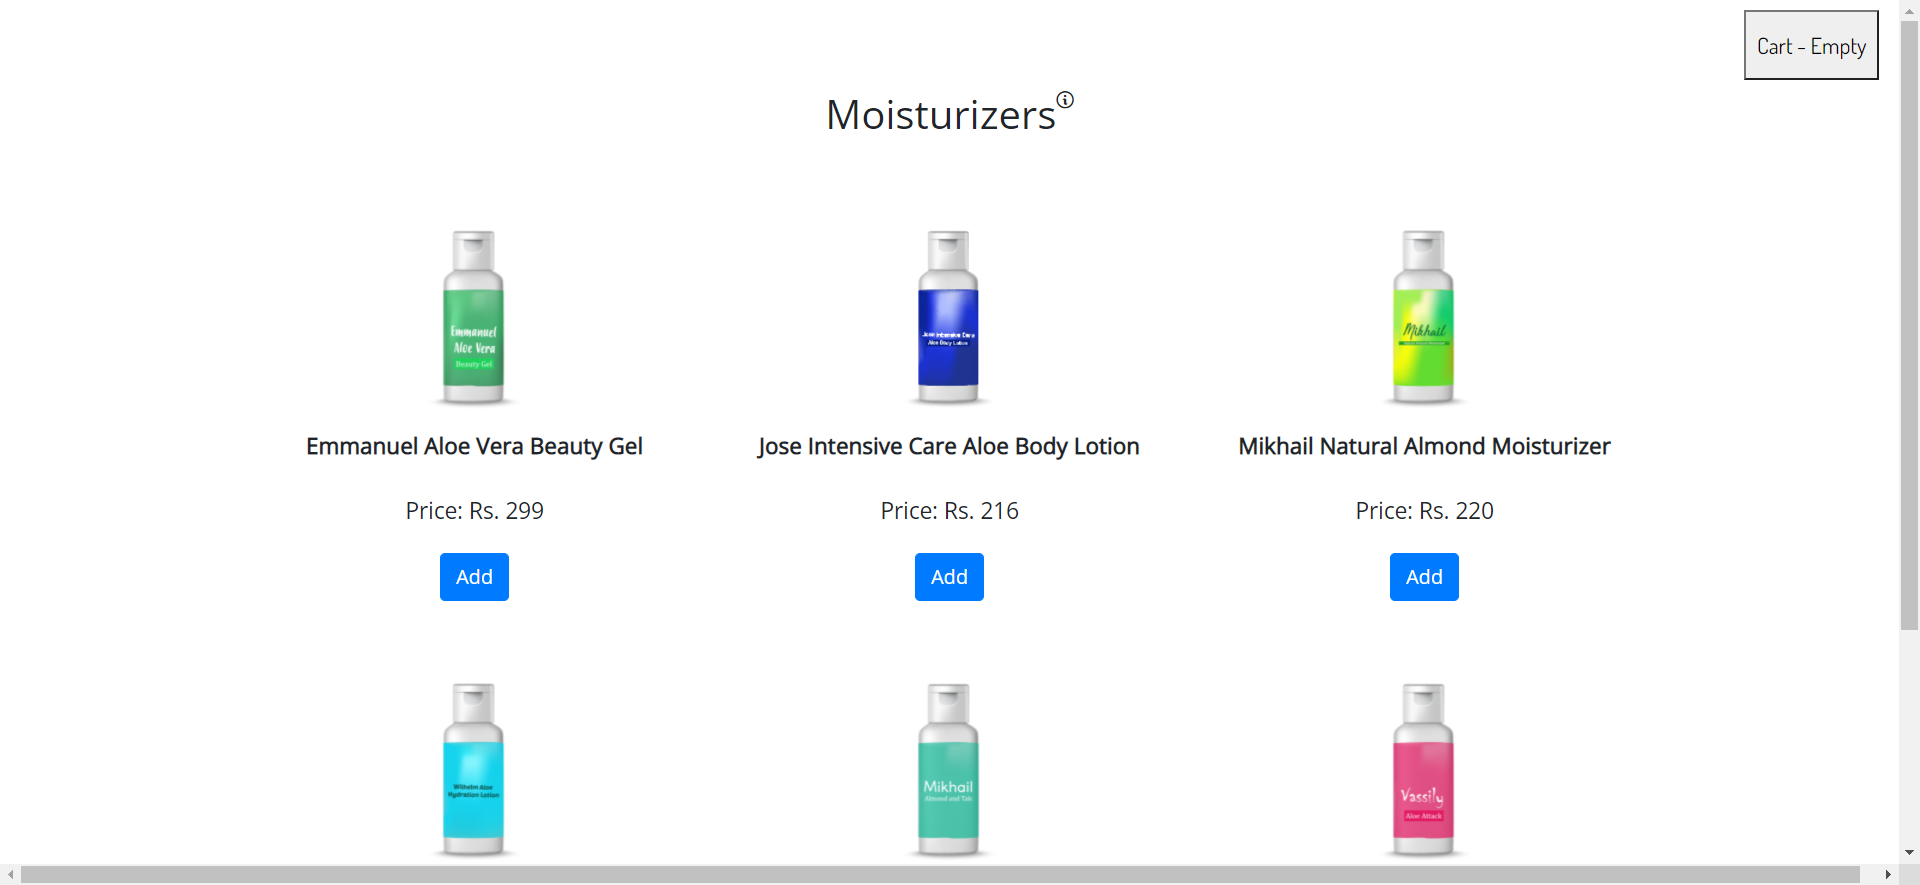 Cart - Empty
Moisturizers
Emmanuel
Aloe Vera
Beauty Gel
Jose Intensive Care
Aloe Body Lotion
Mikhail
Emmanuel Aloe Vera Beauty Gel
Jose Intensive Care Aloe Body Lotion
Mikhail Natural Almond Moisturizer
Price: Rs. 299
Price: Rs. 216
Price: Rs. 220
Add
Add
Add
Wilhelm Aloe
Hydration Lotion
Mikhail
Almond and Talc
Vassily
Aloe Attack